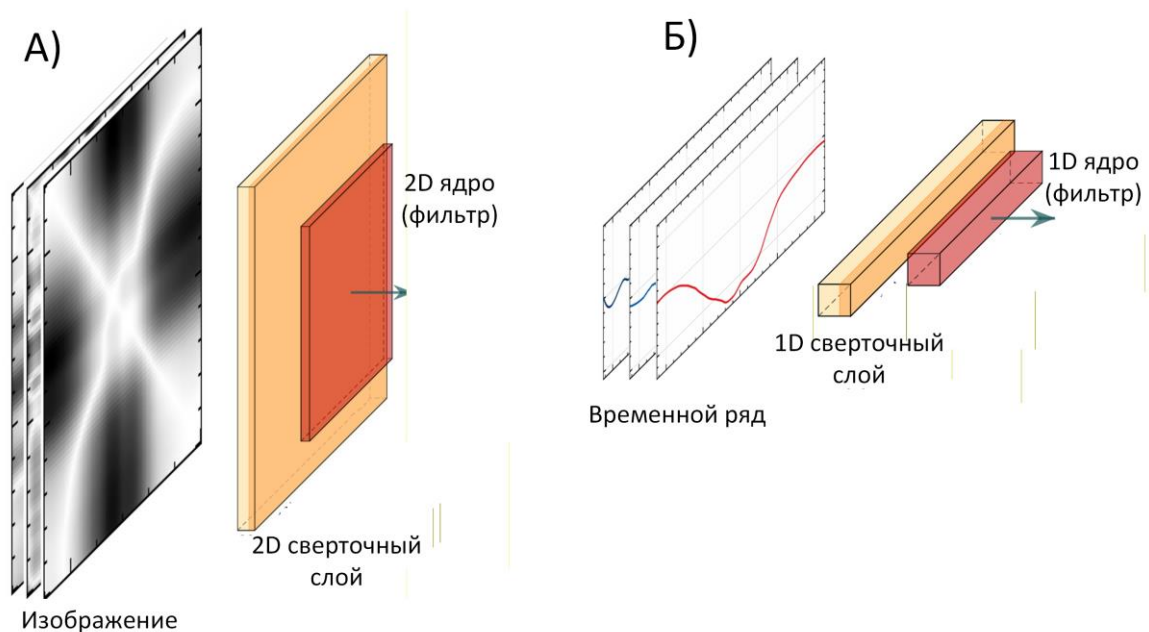 А)
2D ядро
(фильтр)
2D сверточный
слой
Изображение
Б)
1D ядро
(фильтр)
1D сверточный
слой
Временной ряд